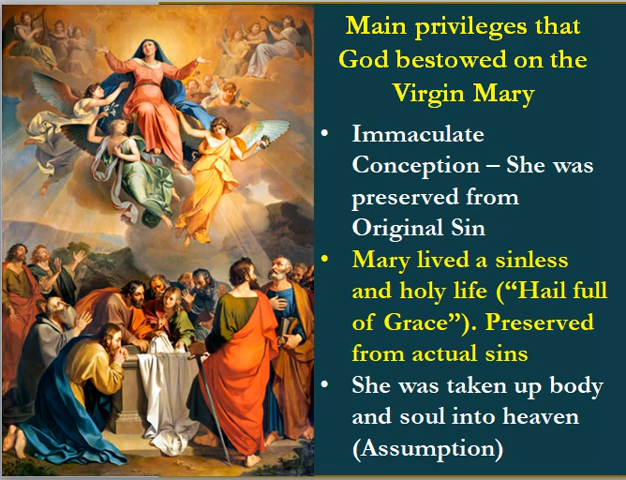 Main privileges that
God bestowed on the
Virgin Mary
• Immaculate
Conception – She was
preserved from
Original Sin
• Mary lived a sinless
and holy life (“Hail full
of Grace”). Preserved
from actual sins
• She was taken up body
and soul into heaven
(Assumption)